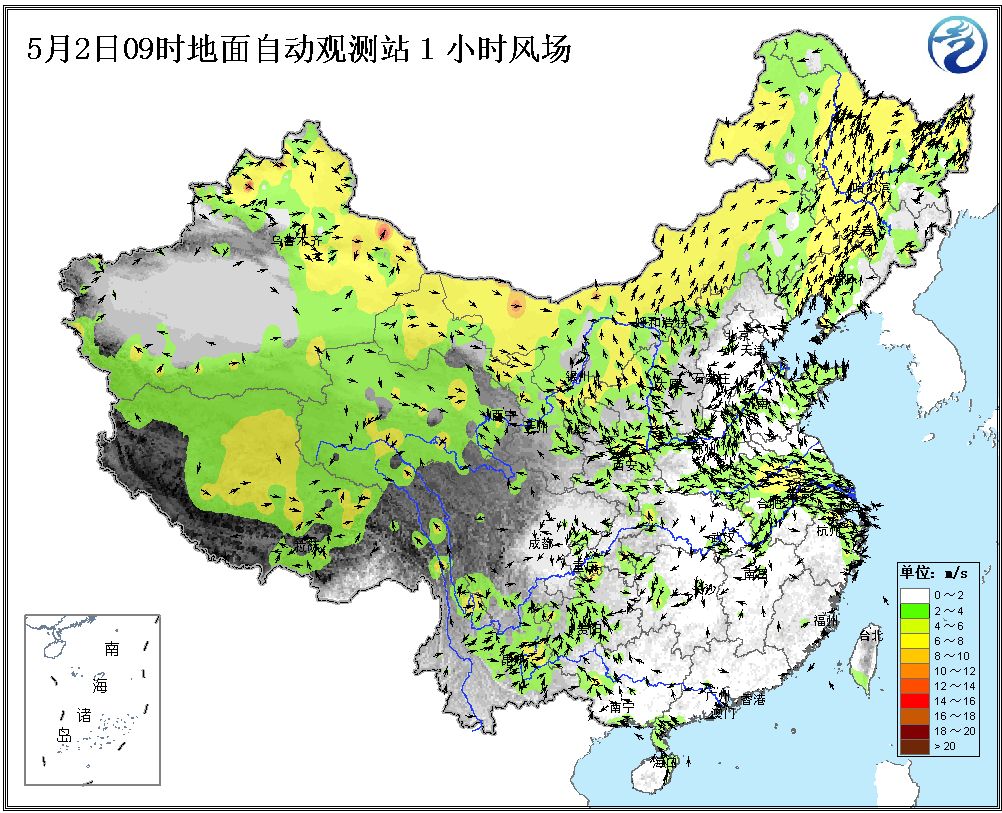 5月2日09时地面自动观测站1小时风场
哈尔滨
长春
乌鲁木齐
呼和浩特
北京
天津
银川
太原
石家庄
济南
西宁
兰州
郑州
西安
合肥
南京
成都
武汉
杭州
重庆
拉萨
南昌
长沙
贵阳
福州
台北
昆明
广州
香港
澳门
南宁
海口
南
海
诸
岛
单位: m/s
0～2
2～4
4～6
6～8
8～10
10～12
12～14
14～16
16～18
18～20
>20